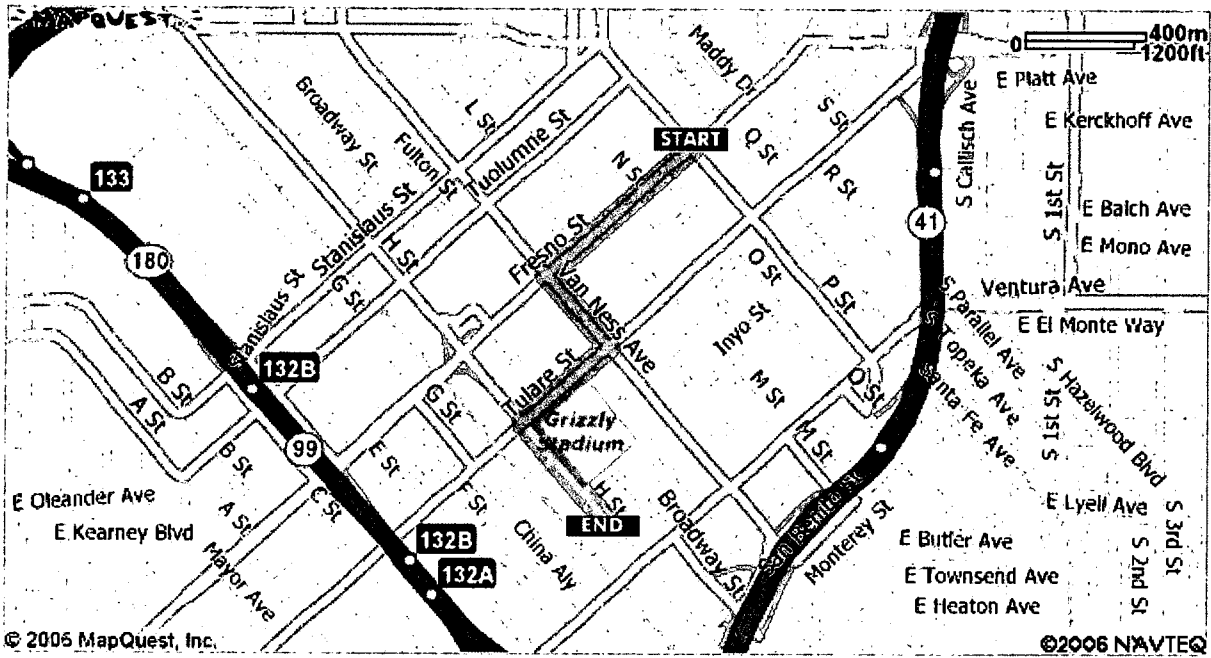 MAPQUEST
0 400m
1200ft
Maddy Dr
E Platt Ave
S Callisch Ave
E Kerckhoff Ave
Broadway St
L St
S St
START
Q St
Fulton St
Tuolumne St
N St
R St
S 1st St
133
Stanislaus St
41
E Balch Ave
E Mono Ave
180
H St
Fresno St
G St
O St
P St
Ventura Ave
Stanislaus St
Van Ness Ave
Inyo St
S Parallel Ave
E El Monte Way
S Topeka Ave
132B
Tulare St
M St
O St
Santa Fe Ave
S Hazelwood Blvd
B St
A St
G St
Grizzly
Stadium
M St
S 1st St
99
B St
E St
F St
C St
H St
Broadway St
San Benito St
E Oleander Ave
E Lyell Ave
S 3rd St
A St
E Kearney Blvd
END
Monterey St
E Butler Ave
China Aly
132B
Mayor Ave
132A
E Townsend Ave
S 2nd St
E Heaton Ave
© 2006 MapQuest, Inc.
©2006 NAVTEQ